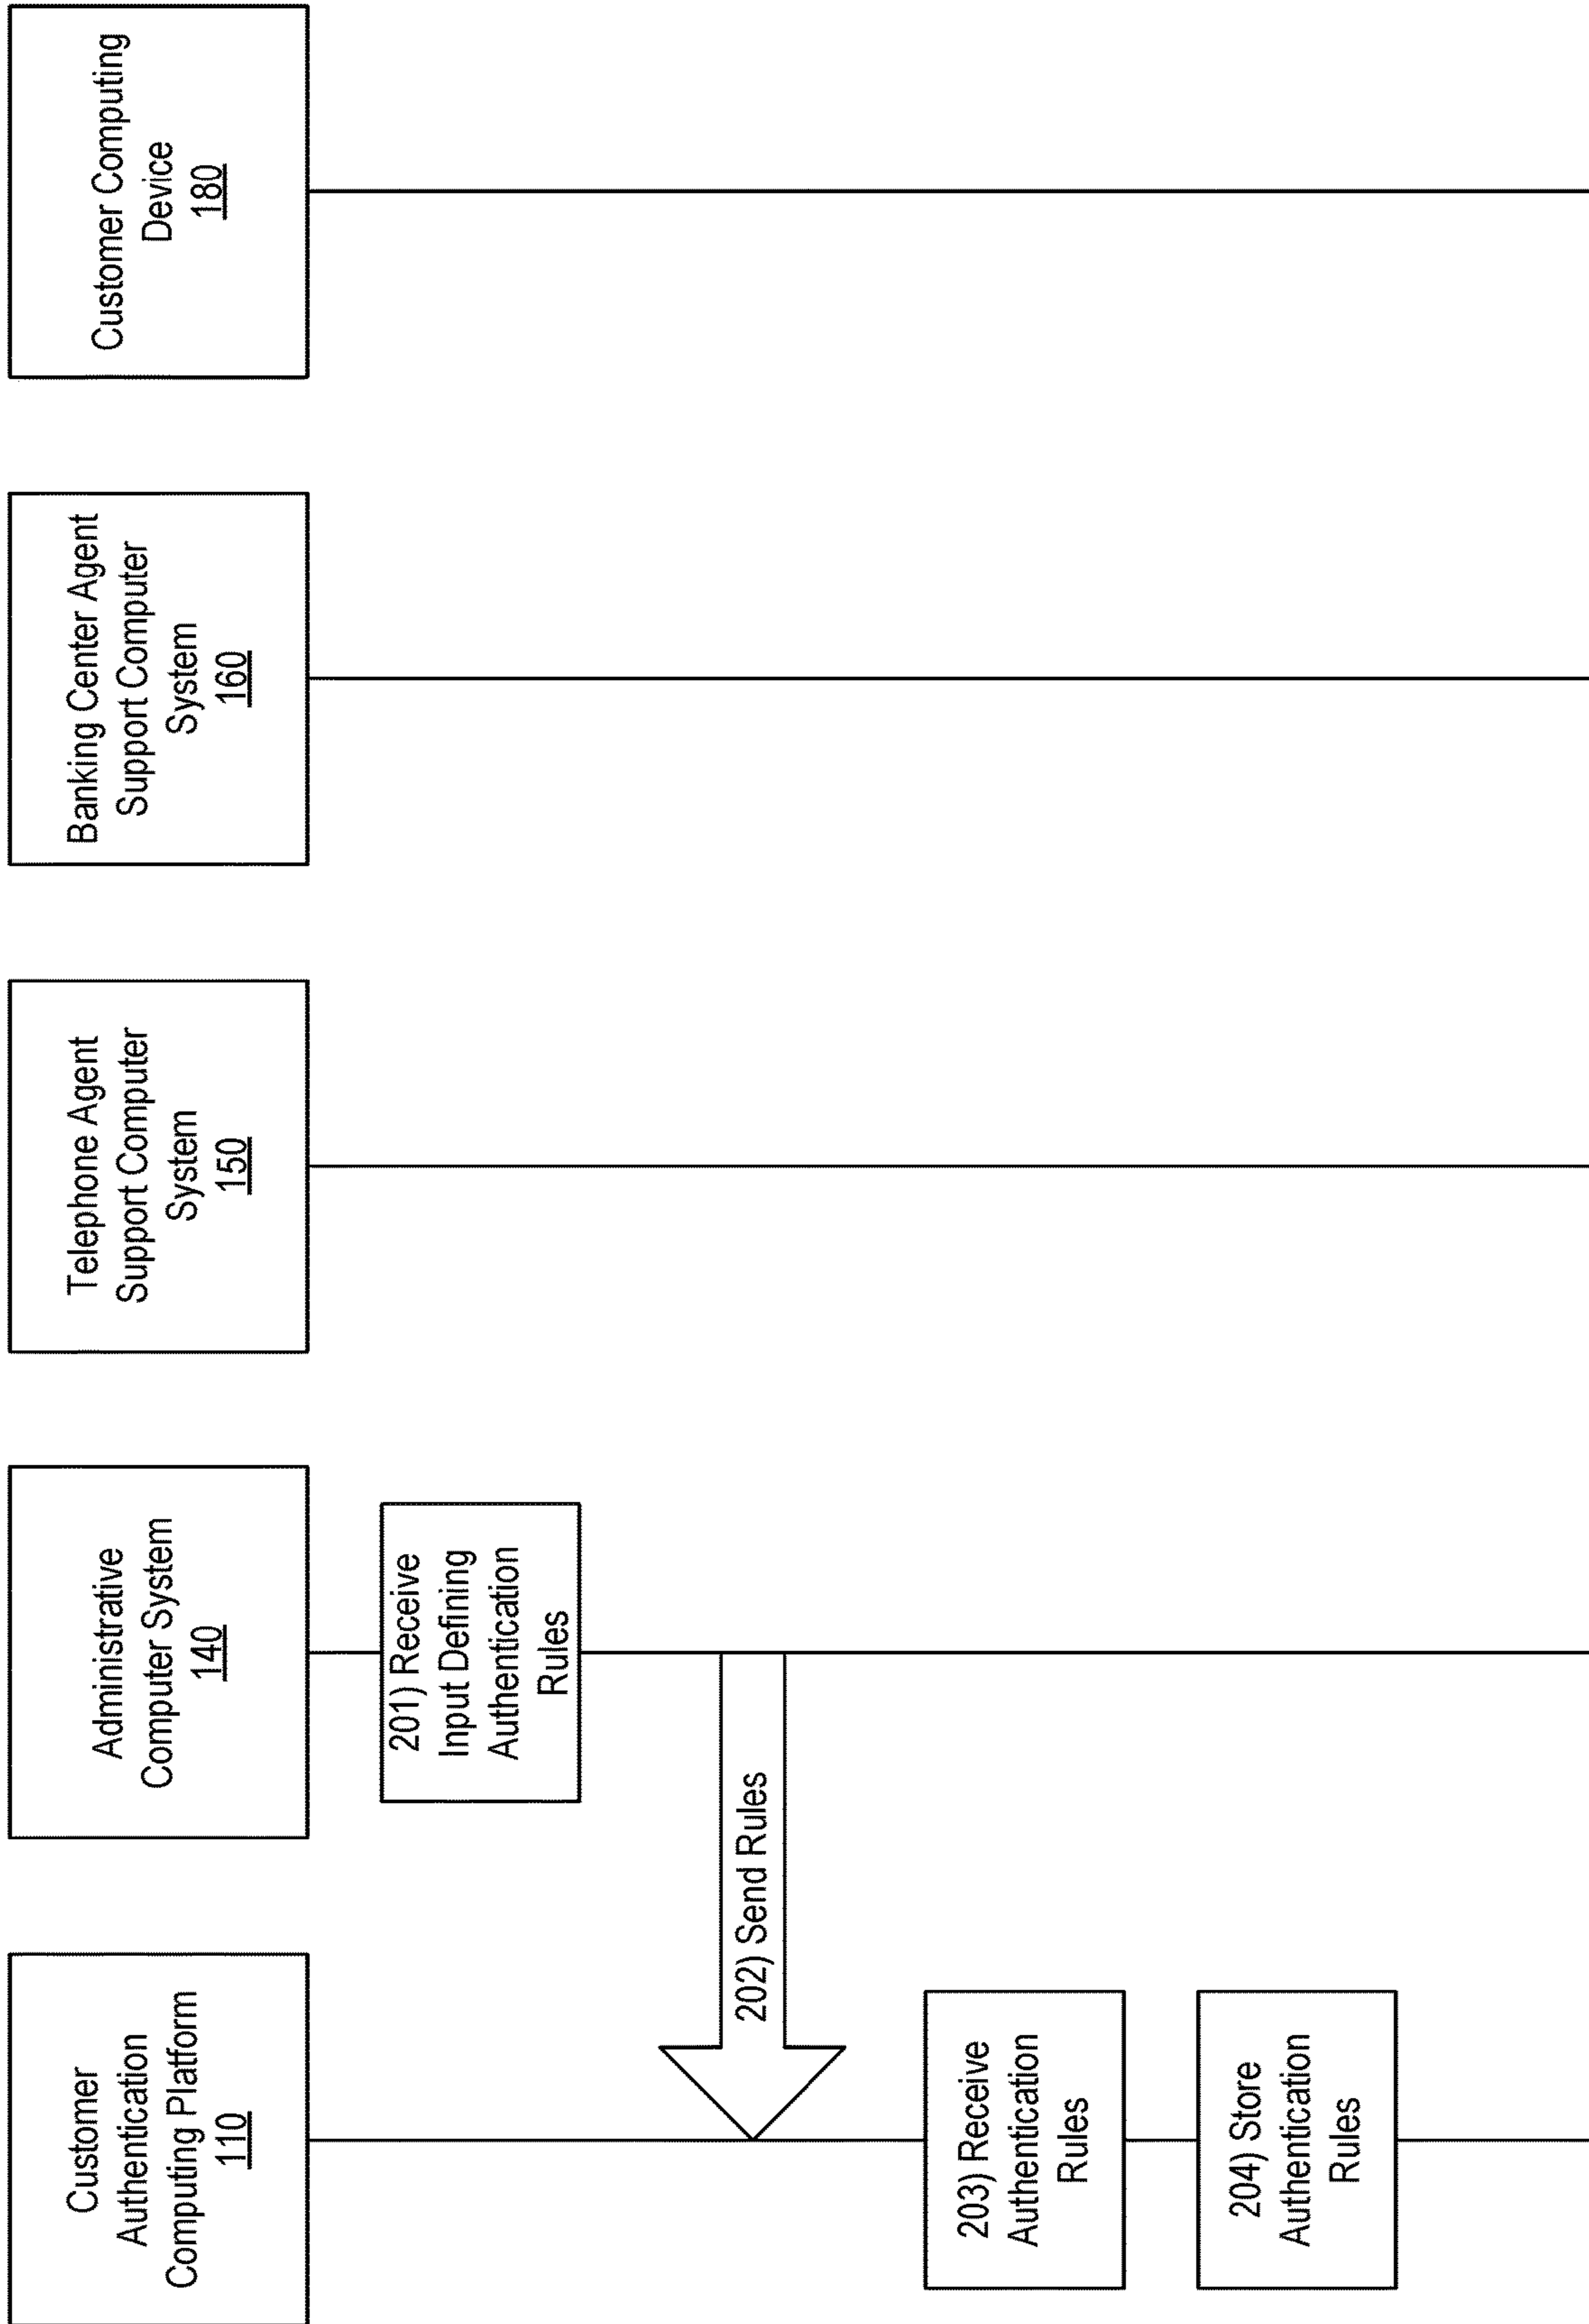 Customer
Authentication
Computing Platform
110
Administrative
Computer System
140
Telephone Agent
Support Computer
System
150
Banking Center Agent
Support Computer
System
160
Customer Computing
Device
180
201) Receive
Input Defining
Authentication
Rules
202) Send Rules
203) Receive
Authentication
Rules
204) Store
Authentication
Rules